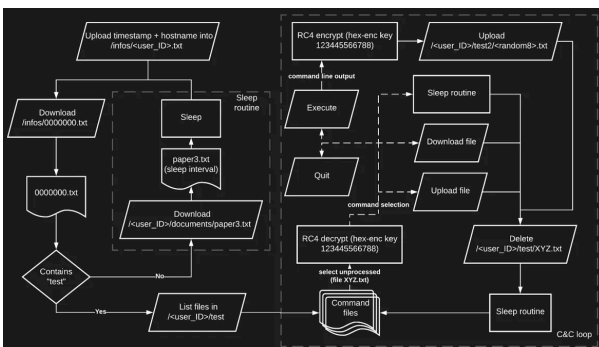 Upload timestamp + hostname into
/infos/<user_ID>.txt
Download
/infos/0000000.txt
0000000.txt
Contains
"test"
No
Yes
Sleep
routine
Sleep
paper3.txt
(sleep interval)
Download
/<user_ID>/documents/paper3.txt
List files in
/<user_ID>/test
RC4 encrypt (hex-enc key
123445566788)
Upload
/<user_ID>/test2/<random8>.txt
command line output
Execute
Sleep routine
Download file
Quit
Upload file
command selection
RC4 decrypt (hex-enc key
123445566788)
select unprocessed
(file XYZ.txt)
Command
files
Delete
/<user_ID>/test/XYZ.txt
Sleep routine
C&C loop